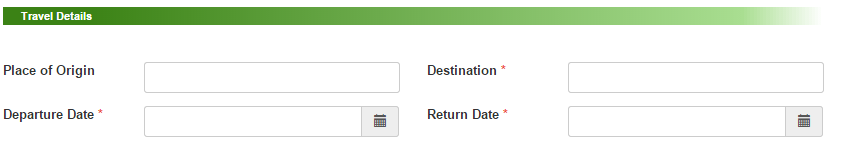 Travel Details
Place of Origin
Destination *
Departure Date *
Return Date *